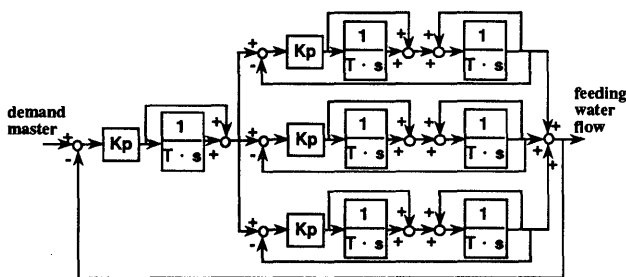 1
T · s
Kp
+
-
+
+
+
+
1
T · s
demand
master
feeding
water
flow
+
-
Kp
1
T · s
+
+
+
-
Kp
1
T · s
+
+
+
+
1
T · s
+
+
+
+
-
Kp
1
T · s
+
+
+
+
1
T · s